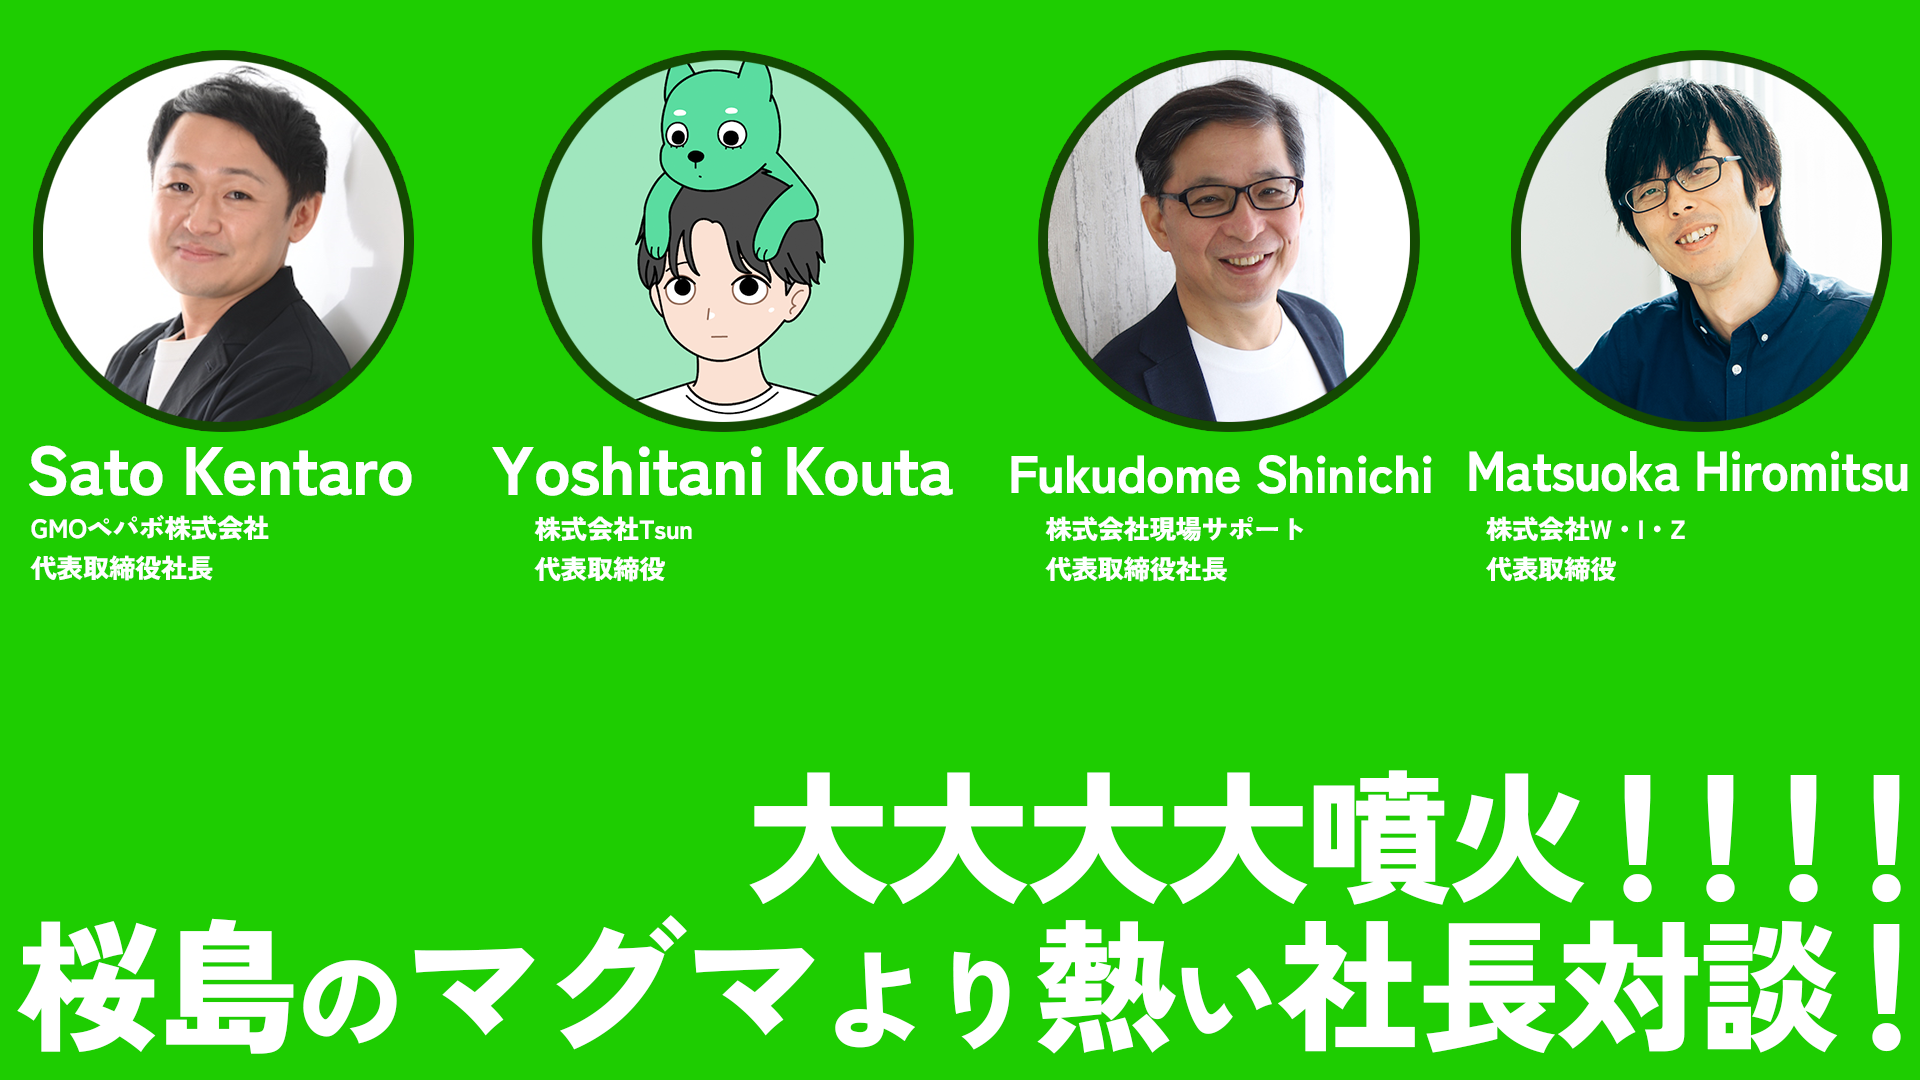 Sato Kentaro
GMOペパボ株式会社
代表取締役社長
Yoshitani Kouta
株式会社Tsun
代表取締役
Fukudome Shinichi
株式会社現場サポート
代表取締役社長
Matsuoka Hiromitsu
株式会社W・I・Z
代表取締役
大大大大噴火！！！！
桜島のマグマより熱い社長対談！